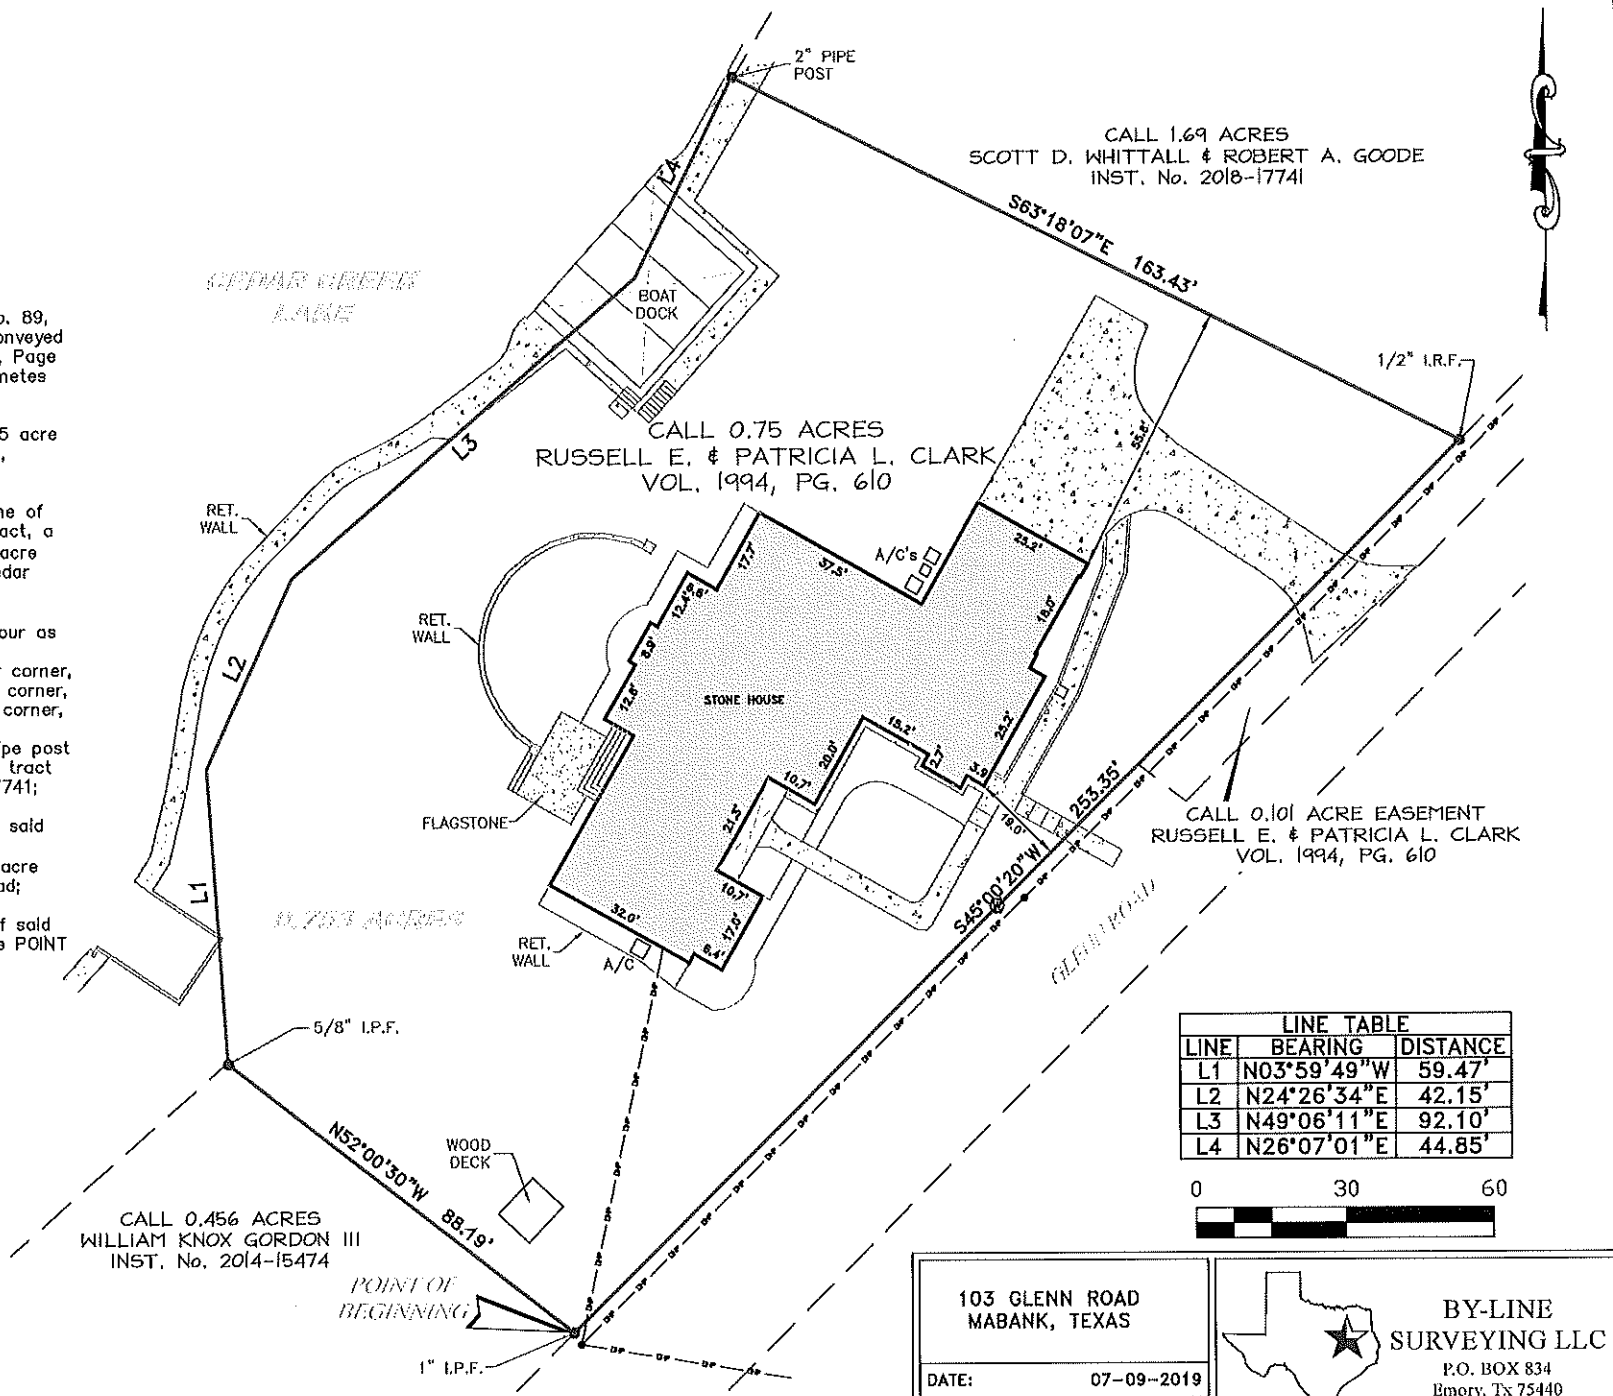 2" PIPE
POST
CALL 1.69 ACRES
SCOTT D. WHITTALL & ROBERT A. GOODE
INST. No. 2018-17741
S63°18'07"E 163.43'
CEDAR CREEK
LAKE
L4
BOAT
DOCK
1/2" I.R.F.
o. 89,
onveyed
, Page
netes
5 acre
,
ne of
act, a
acre
edar
our as
r corner,
corner,
corner,
ipe post
tract
7741;
said
acre
ad;
f said
e POINT
L3
CALL 0.75 ACRES
RUSSELL E. & PATRICIA L. CLARK
VOL. 1994, PG. 610
55.8'
RET.
WALL
A/C's
25.2'
17.7'
37.5'
12.4'
18.0'
RET.
WALL
8.9'
L2
12.6'
STONE HOUSE
15.2'
25.2'
20.0'
2.7'
3.9
10.7'
21.5'
19.0'
FLAGSTONE
S45°00'20"W 253.35'
CALL 0.101 ACRE EASEMENT
RUSSELL E. & PATRICIA L. CLARK
VOL. 1994, PG. 610
L1
0.753 ACRES
10.7'
32.0'
17.0'
6.4'
RET.
WALL
A/C
GLENN ROAD
5/8" I.P.F.
LINE TABLE
LINE BEARING DISTANCE
L1 N03°59'49"W 59.47'
L2 N24°26'34"E 42.15'
L3 N49°06'11"E 92.10'
L4 N26°07'01"E 44.85'
N52°00'30"W 88.19'
WOOD
DECK
0 30 60
CALL 0.456 ACRES
WILLIAM KNOX GORDON III
INST. No. 2014-15474
POINT OF
BEGINNING
1" I.P.F.
103 GLENN ROAD
MABANK, TEXAS
DATE: 07-09-2019
BY-LINE
SURVEYING LLC
P.O. BOX 834
Emory, Tx 75440